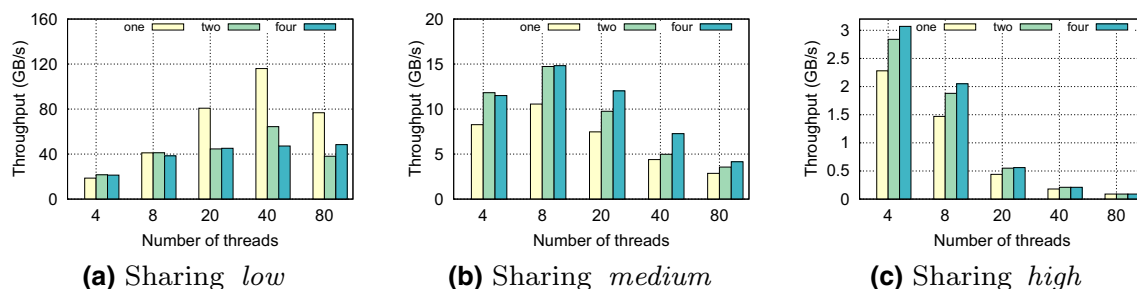 160
120
80
40
0
Throughput (GB/s)
one two four
4 8 20 40 80
Number of threads
(a) Sharing low
20
15
10
5
0
Throughput (GB/s)
one two four
4 8 20 40 80
Number of threads
(b) Sharing medium
3
2.5
2
1.5
1
0.5
0
Throughput (GB/s)
one two four
4 8 20 40 80
Number of threads
(c) Sharing high